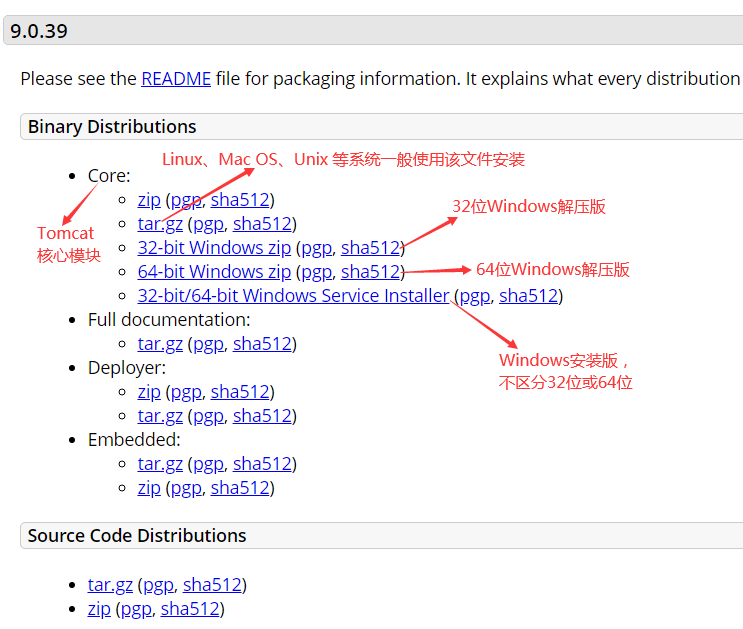 9.0.39
Please see the README file for packaging information. It explains what every distribution
Binary Distributions
Linux、Mac OS、Unix 等系统一般使用该文件安装
Core:
zip (pgp, sha512)
tar.gz (pgp, sha512)
32位Windows解压版
Tomcat
核心模块
32-bit Windows zip (pgp, sha512)
64-bit Windows zip (pgp, sha512)
64位Windows解压版
32-bit/64-bit Windows Service Installer (pgp, sha512)
Full documentation:
tar.gz (pgp, sha512)
Windows安装版，
不区分32位或64位
Deployer:
zip (pgp, sha512)
tar.gz (pgp, sha512)
Embedded:
tar.gz (pgp, sha512)
zip (pgp, sha512)
Source Code Distributions
tar.gz (pgp, sha512)
zip (pgp, sha512)